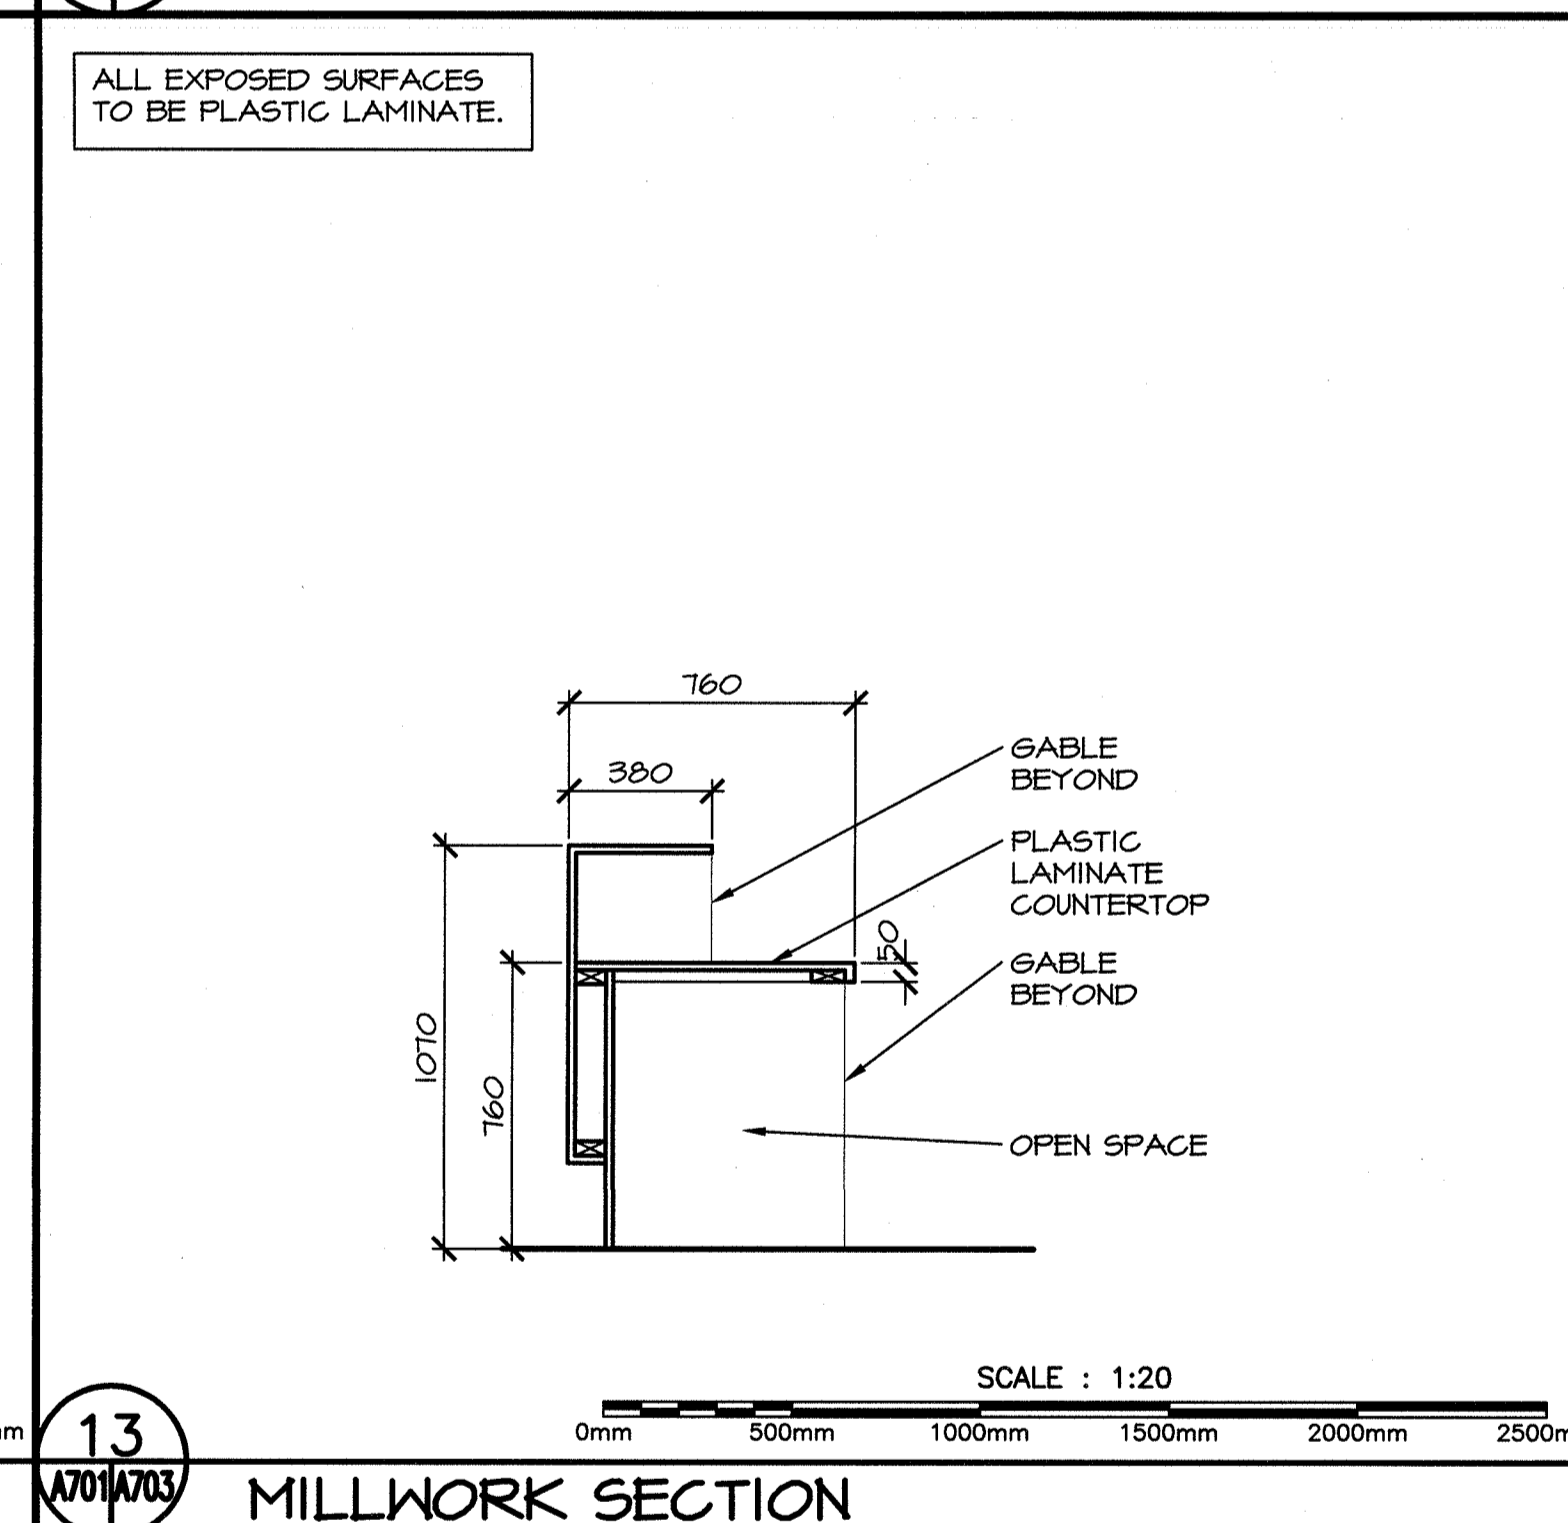 ALL EXPOSED SURFACES
TO BE PLASTIC LAMINATE.
760
380
GABLE
BEYOND
PLASTIC
LAMINATE
COUNTERTOP
50
GABLE
BEYOND
1070
760
OPEN SPACE
SCALE : 1:20
0mm 500mm 1000mm 1500mm 2000mm
13
A701 A703
MILLWORK SECTION